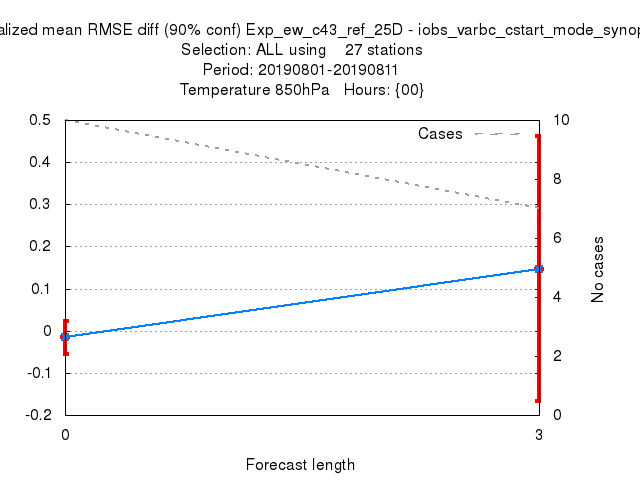 alized mean RMSE diff (90% conf) Exp_ew_c43_ref_25D - iobs_varbc_cstart_mode_synop
Selection: ALL using 27 stations
Period: 20190801-20190811
Temperature 850hPa Hours: {00}
Cases
0.5
0.4
0.3
0.2
0.1
0
-0.1
-0.2
10
8
6
4
2
0
No cases
0 3
Forecast length